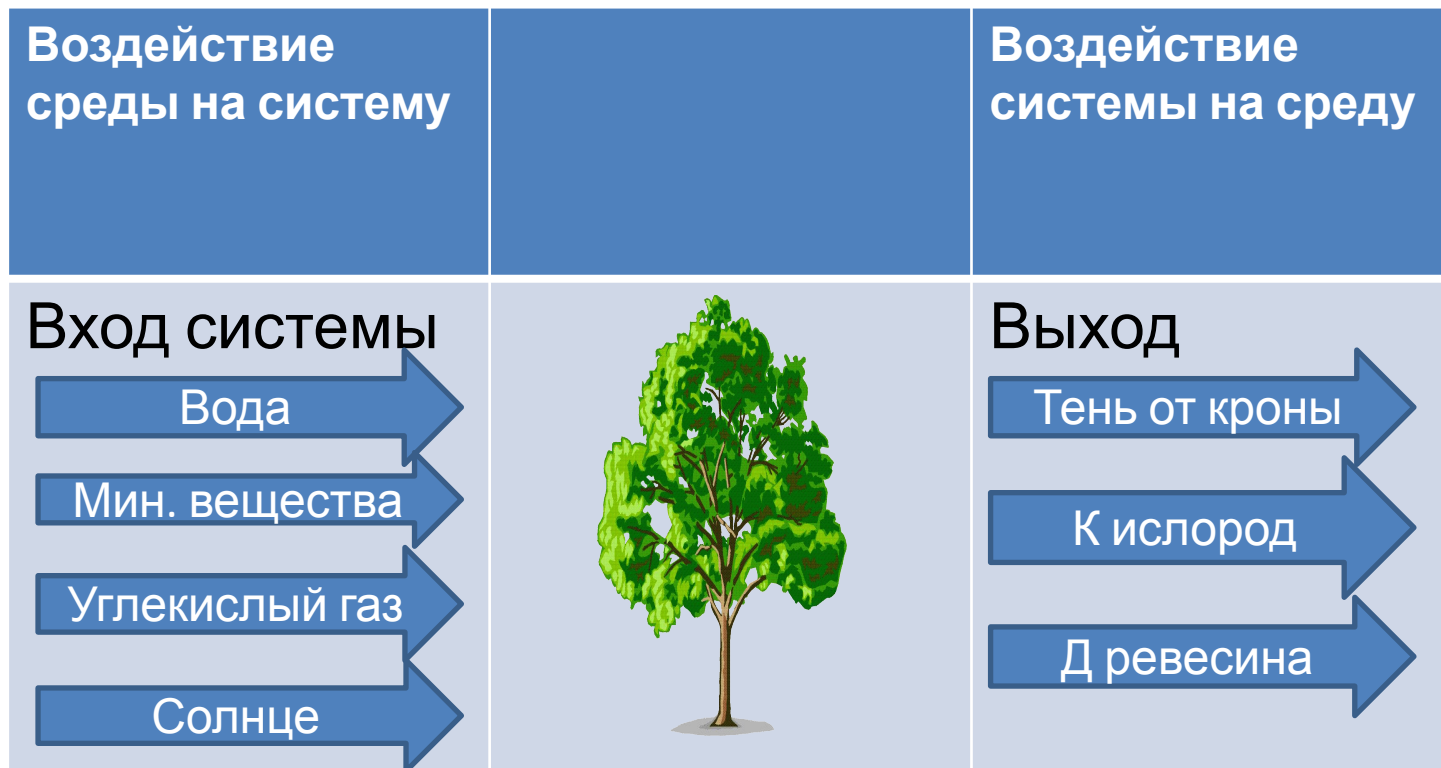 Воздействие
среды на систему
Воздействие
системы на среду
Вход системы
Вода
Мин. вещества
Углекислый газ
Солнце
Выход
Тень от кроны
К ислород
Д ревесина